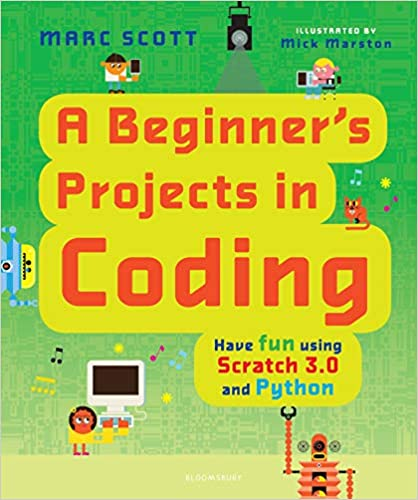 MARC SCOTT
ILLUSTRATED BY
Mick Marston
A Beginner's
Projects in
Coding
Have fun using
Scratch 3.0
and Python
BLOOMSBURY